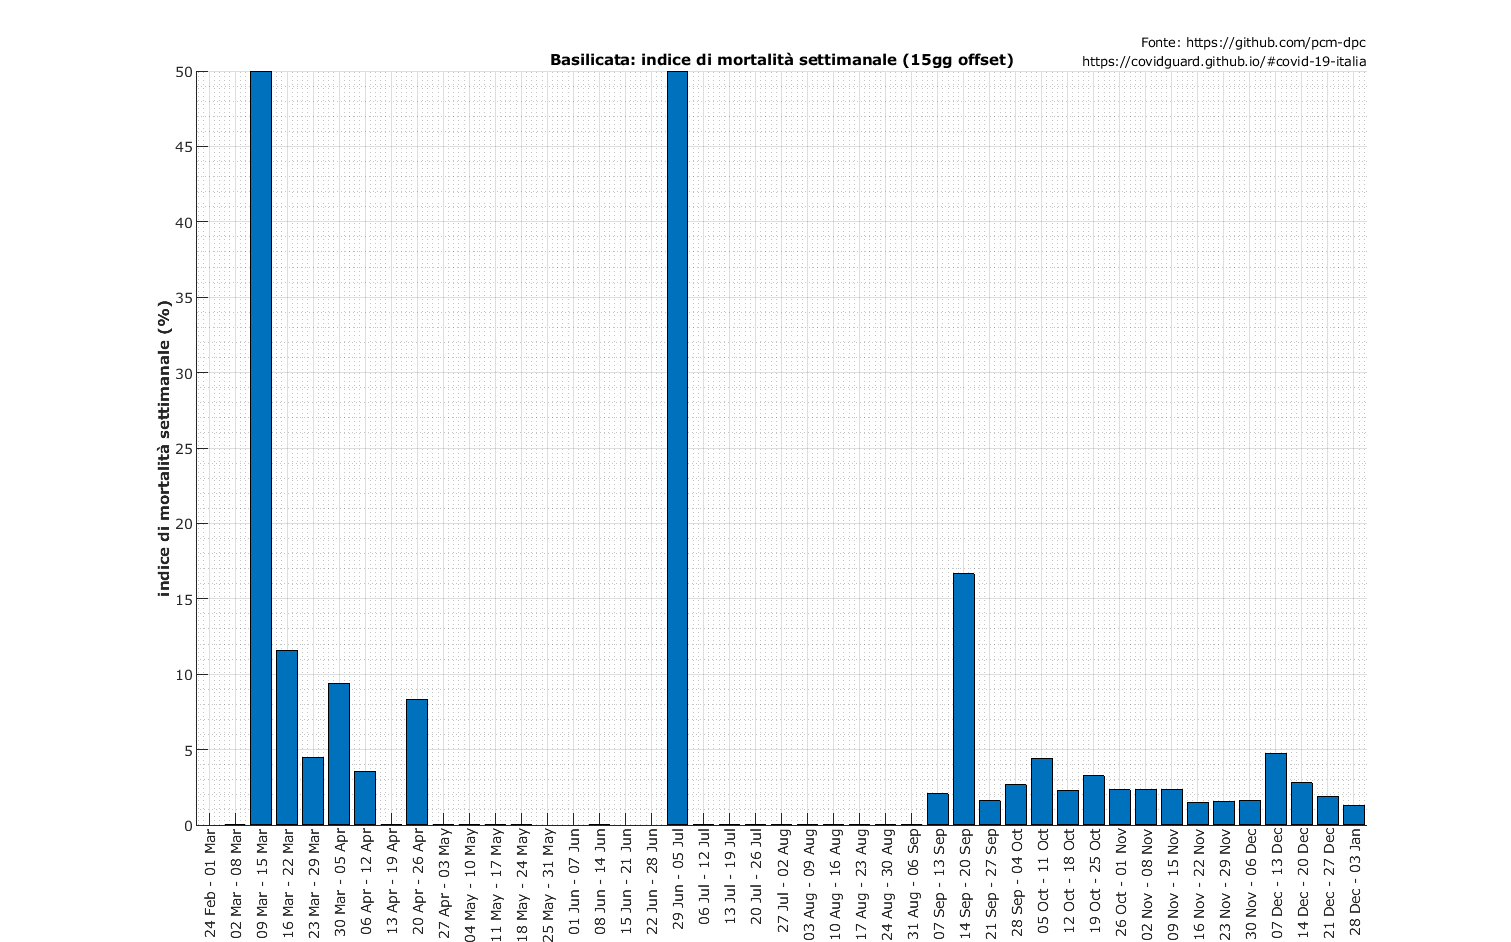 Fonte: https://github.com/pcm-dpc
Basilicata: indice di mortalità settimanale (15gg offset)
https://covidguard.github.io/#covid-19-italia
indice di mortalità settimanale (%)
50
45
40
35
30
25
20
15
10
5
0
24 Feb - 01 Mar
02 Mar - 08 Mar
09 Mar - 15 Mar
16 Mar - 22 Mar
23 Mar - 29 Mar
30 Mar - 05 Apr
06 Apr - 12 Apr
13 Apr - 19 Apr
20 Apr - 26 Apr
27 Apr - 03 May
04 May - 10 May
11 May - 17 May
18 May - 24 May
25 May - 31 May
01 Jun - 07 Jun
08 Jun - 14 Jun
15 Jun - 21 Jun
22 Jun - 28 Jun
29 Jun - 05 Jul
06 Jul - 12 Jul
13 Jul - 19 Jul
20 Jul - 26 Jul
27 Jul - 02 Aug
03 Aug - 09 Aug
10 Aug - 16 Aug
17 Aug - 23 Aug
24 Aug - 30 Aug
31 Aug - 06 Sep
07 Sep - 13 Sep
14 Sep - 20 Sep
21 Sep - 27 Sep
28 Sep - 04 Oct
05 Oct - 11 Oct
12 Oct - 18 Oct
19 Oct - 25 Oct
26 Oct - 01 Nov
02 Nov - 08 Nov
09 Nov - 15 Nov
16 Nov - 22 Nov
23 Nov - 29 Nov
30 Nov - 06 Dec
07 Dec - 13 Dec
14 Dec - 20 Dec
21 Dec - 27 Dec
28 Dec - 03 Jan